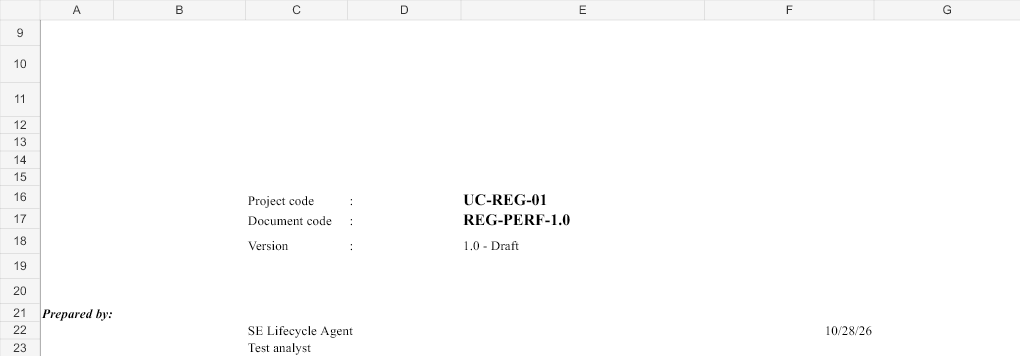 A B C D E F G
9
10
11
12
13
14
15
16 Project code : UC-REG-01
17 Document code : REG-PERF-1.0
18 Version : 1.0 - Draft
19
20
21 Prepared by:
22 SE Lifecycle Agent 10/28/26
23 Test analyst